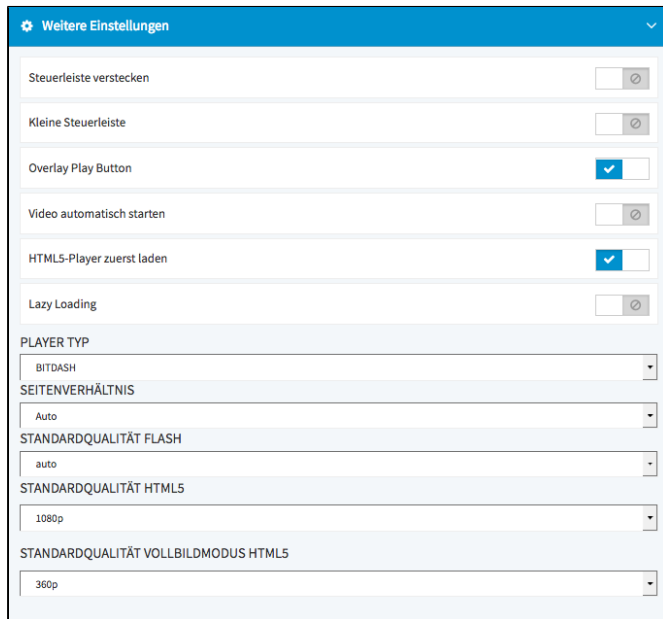 Weitere Einstellungen
Steuerleiste verstecken
Kleine Steuerleiste
Overlay Play Button
Video automatisch starten
HTML5-Player zuerst laden
Lazy Loading
PLAYER TYP
BITDASH
SEITENVERHÄLTNIS
Auto
STANDARDQUALITÄT FLASH
auto
STANDARDQUALITÄT HTML5
1080p
STANDARDQUALITÄT VOLLBILDMODUS HTML5
360p